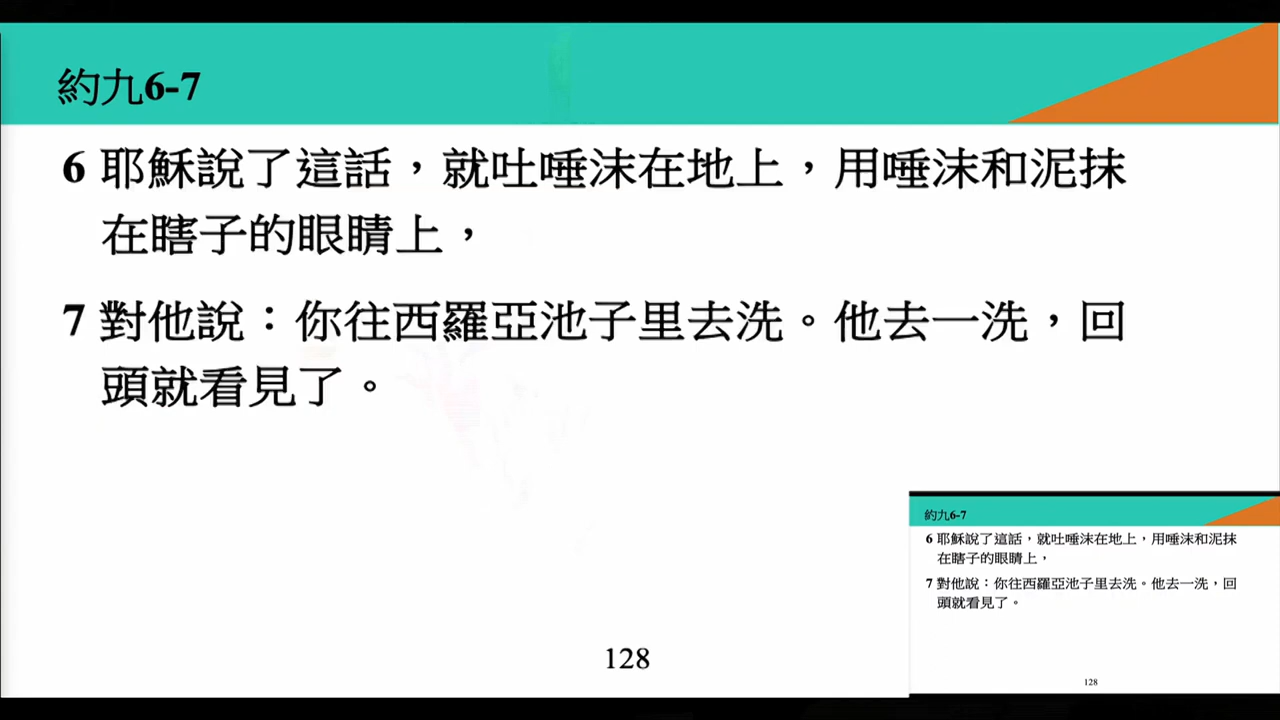 約九6-7
6 耶穌說了這話，就吐唾沫在地上，用唾沫和泥抹
在瞎子的眼睛上，
7 對他說：你往西羅亞池子里去洗。他去一洗，回
頭就看見了。
128
約九6-7
6 耶穌說了這話，就吐唾沫在地上，用唾沫和泥抹
在瞎子的眼睛上，
7 對他說：你往西羅亞池子里去洗。他去一洗，回
頭就看見了。
128